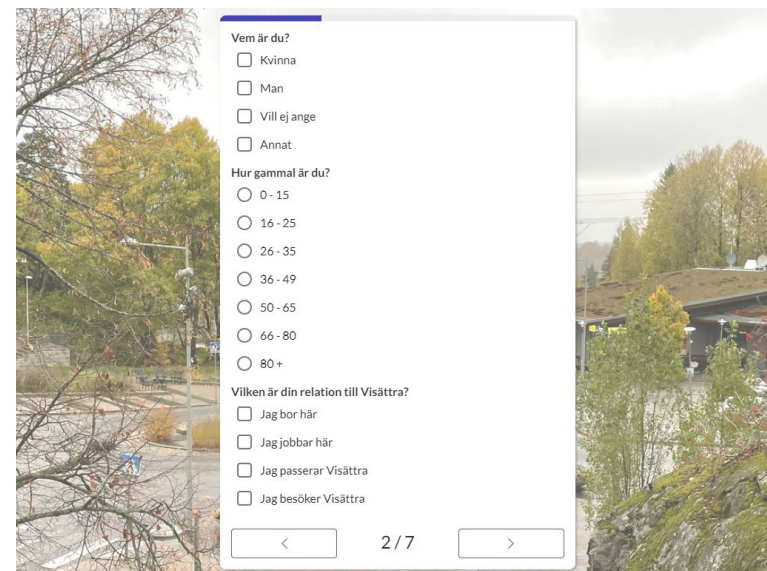 Vem är du?
Kvinna
Man
Vill ej ange
Annat
Hur gammal är du?
0 - 15
16 - 25
26 - 35
36 - 49
50 - 65
66 - 80
80 +
Vilken är din relation till Visättra?
Jag bor här
Jag jobbar här
Jag passerar Visättra
Jag besöker Visättra
< 2 / 7 >